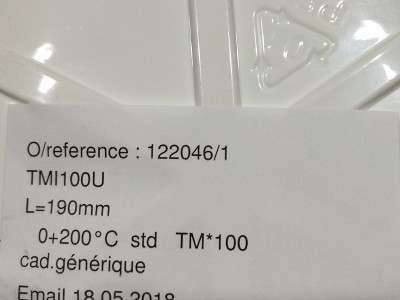 O/reference : 122046/1
TMI100U
L=190mm
0+200°C std TM*100
cad.générique
Email 18.05.2018